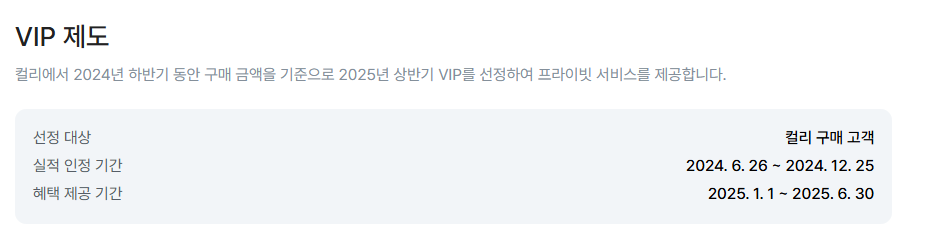 VIP 제도
컬리에서 2024년 하반기 동안 구매 금액을 기준으로 2025년 상반기 VIP를 선정하여 프라이빗 서비스를 제공합니다.
선정 대상 컬리 구매 고객
실적 인정 기간 2024. 6. 26 ~ 2024. 12. 25
혜택 제공 기간 2025. 1. 1 ~ 2025. 6. 30